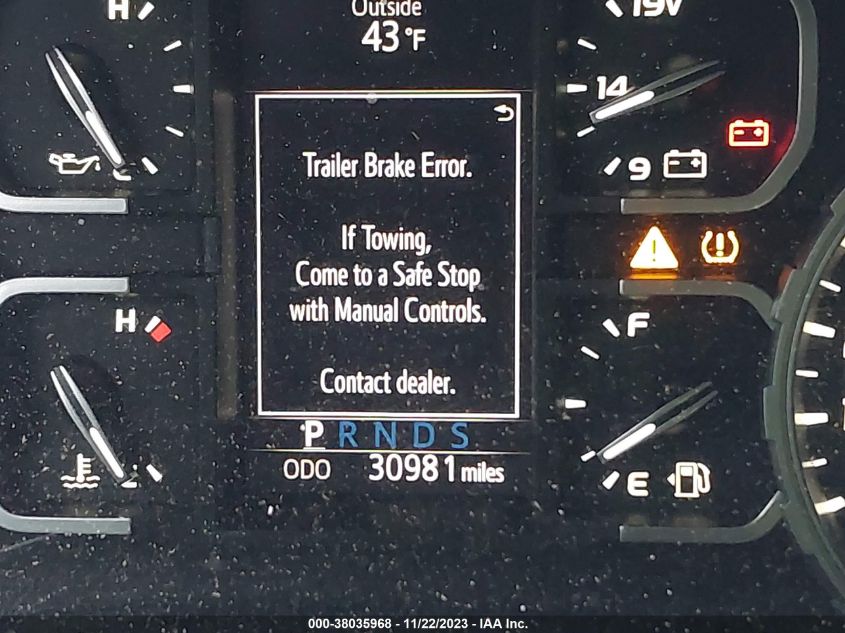 H
Outside
43°F
19V
14
9
C
Trailer Brake Error.
If Towing,
Come to a Safe Stop
with Manual Controls.
Contact dealer.
H
F
E
P R N D S
ODO 30981 miles
000-38035968 - 11/22/2023 - IAA Inc.